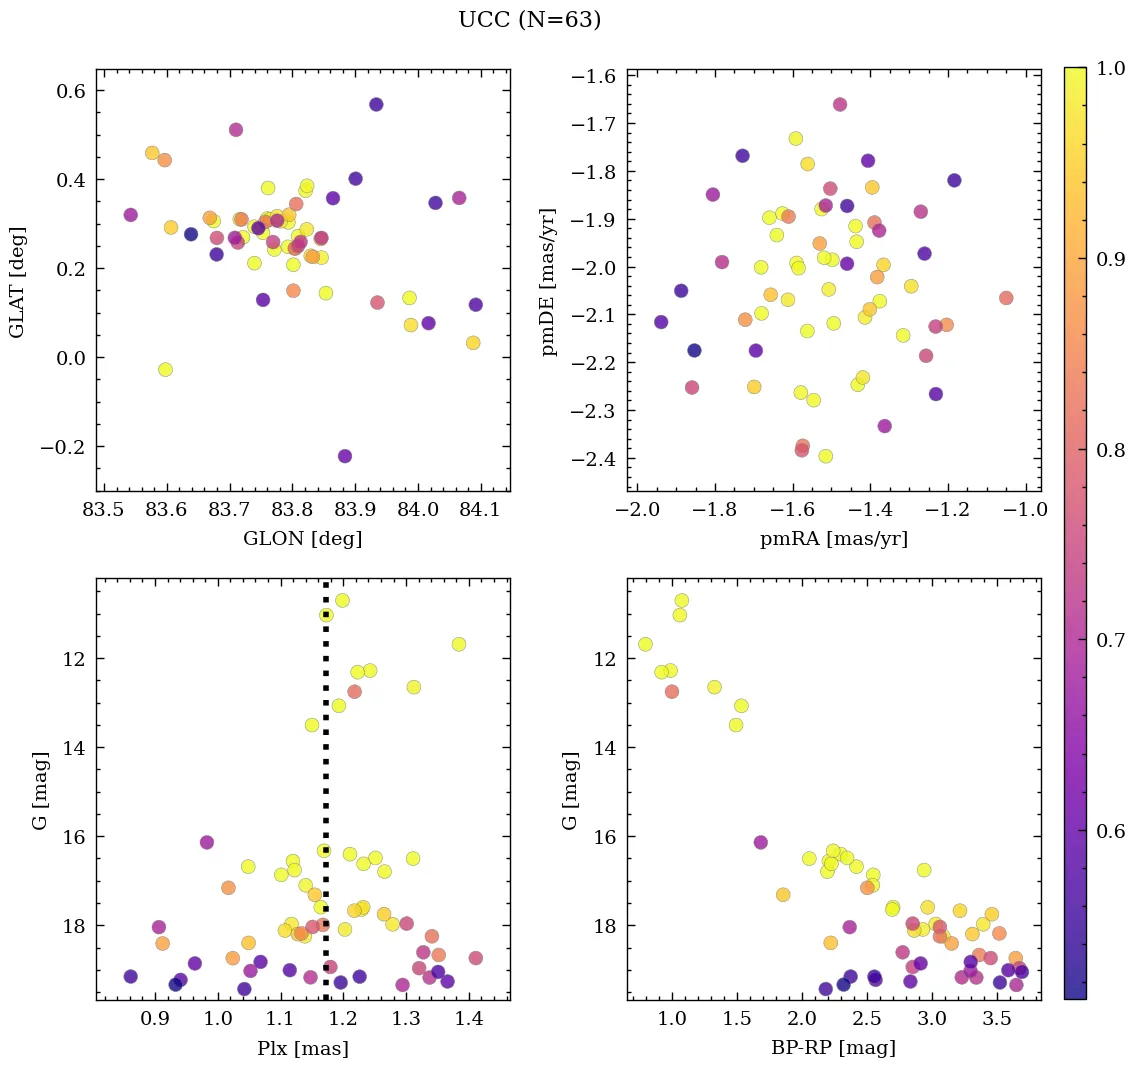 UCC (N=63)
0.6
0.4
0.2
0.0
−0.2
GLAT [deg]
83.5 83.6 83.7 83.8 83.9 84.0 84.1
GLON [deg]
−1.6
−1.7
−1.8
−1.9
−2.0
−2.1
−2.2
−2.3
−2.4
pmDE [mas/yr]
−2.0 −1.8 −1.6 −1.4 −1.2 −1.0
pmRA [mas/yr]
12
14
16
18
G [mag]
0.9 1.0 1.1 1.2 1.3 1.4
Plx [mas]
12
14
16
18
G [mag]
1.0 1.5 2.0 2.5 3.0 3.5
BP-RP [mag]
1.0
0.9
0.8
0.7
0.6